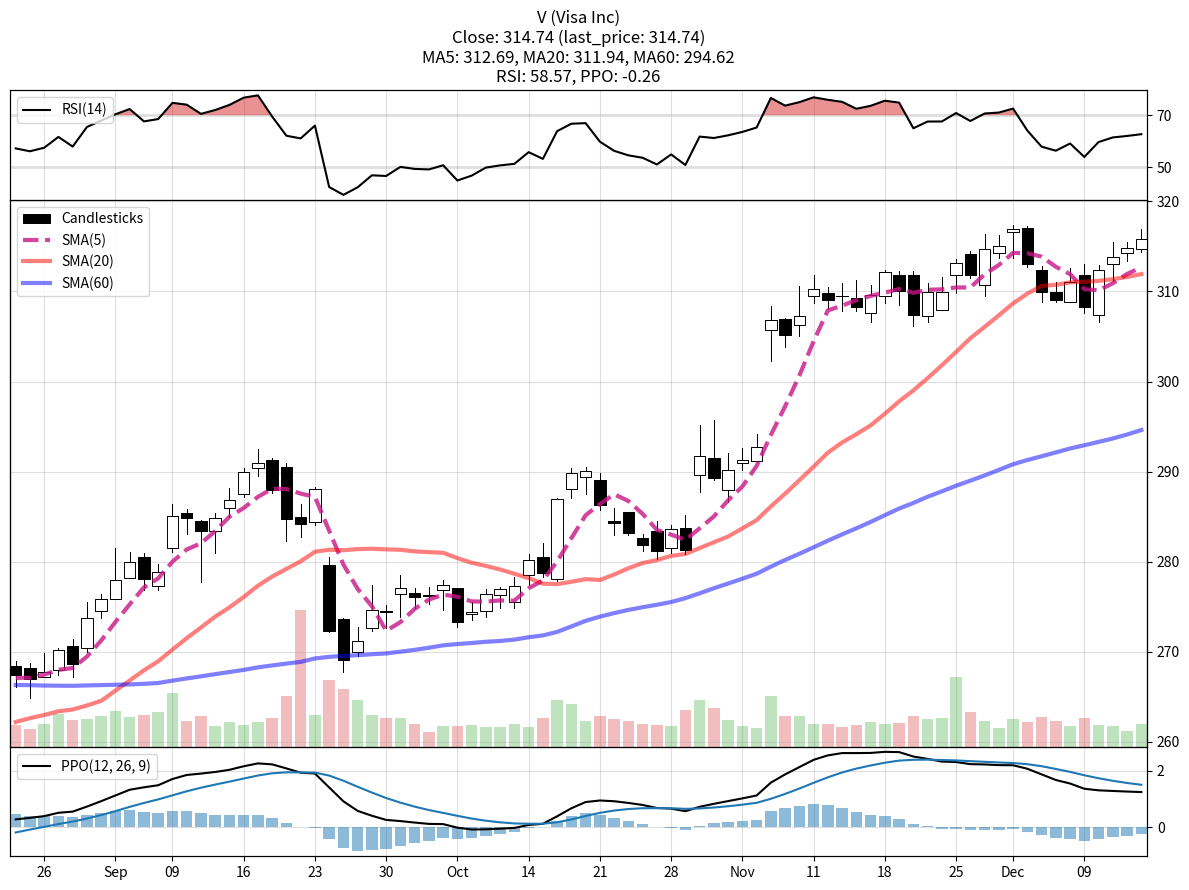 V (Visa Inc)
Close: 314.74 (last_price: 314.74)
MA5: 312.69, MA20: 311.94, MA60: 294.62
RSI: 58.57, PPO: -0.26
RSI(14)
70
50
320
Candlesticks
SMA(5)
SMA(20)
SMA(60)
310
300
290
280
270
260
PPO(12, 26, 9)
2
0
26 Sep 09 16 23 30 Oct 14 21 28 Nov 11 18 25 Dec 09